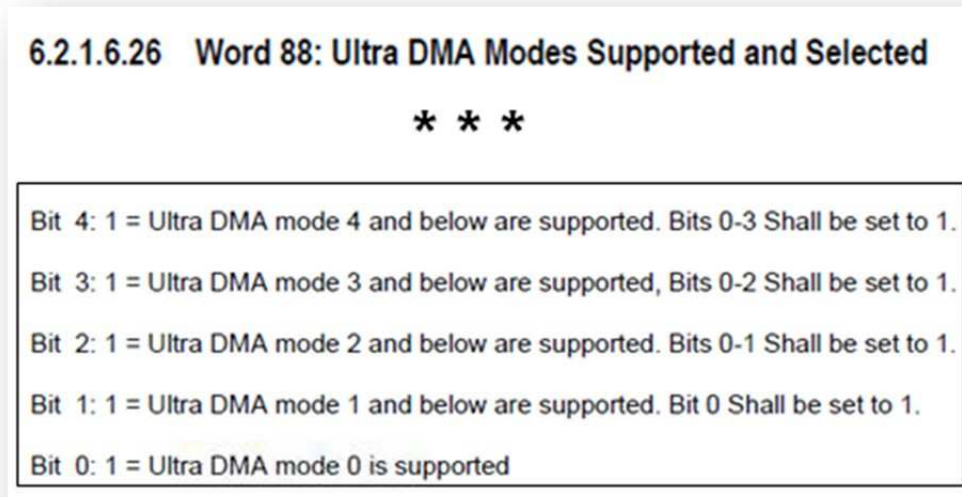 6.2.1.6.26 Word 88: Ultra DMA Modes Supported and Selected
* * *
Bit 4: 1 = Ultra DMA mode 4 and below are supported. Bits 0-3 Shall be set to 1.
Bit 3: 1 = Ultra DMA mode 3 and below are supported, Bits 0-2 Shall be set to 1.
Bit 2: 1 = Ultra DMA mode 2 and below are supported. Bits 0-1 Shall be set to 1.
Bit 1: 1 = Ultra DMA mode 1 and below are supported. Bit 0 Shall be set to 1.
Bit 0: 1 = Ultra DMA mode 0 is supported